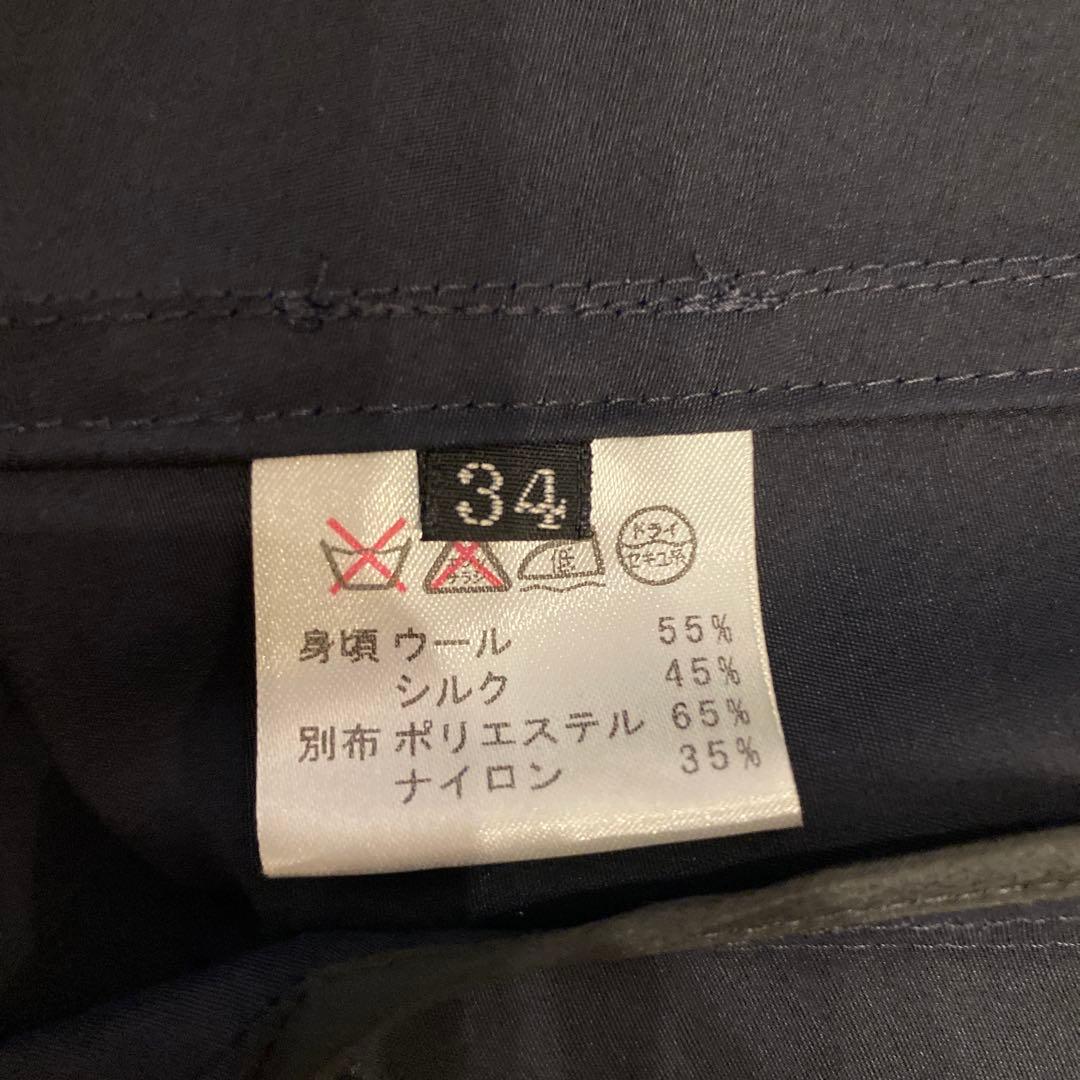 34
低
ドライ
セキユ系
身頃 ウール 55%
シルク 45%
別布 ポリエステル 65%
ナイロン 35%